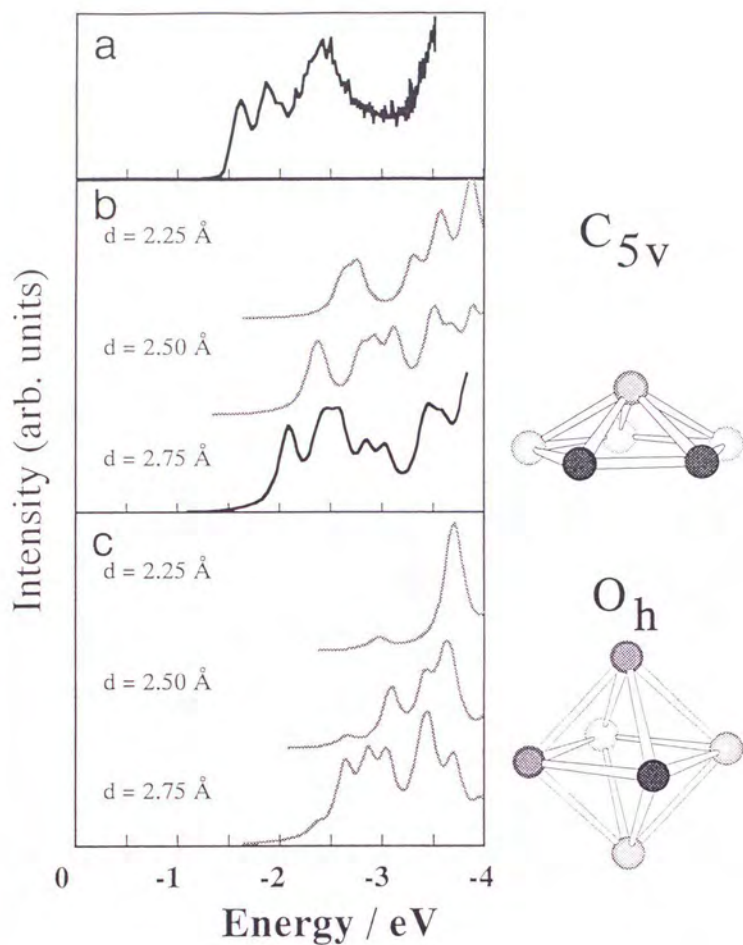 a
b
d = 2.25 Å
d = 2.50 Å
d = 2.75 Å
C5v
c
d = 2.25 Å
d = 2.50 Å
d = 2.75 Å
Oh
Intensity (arb. units)
0 -1 -2 -3 -4
Energy / eV